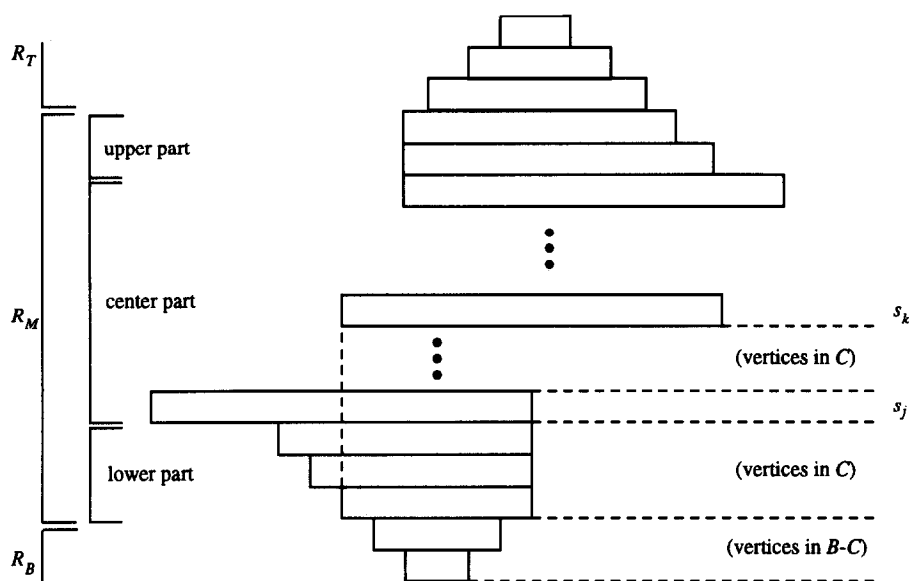 R_T
upper part
center part
R_M
s_k
(vertices in C)
s_j
lower part
(vertices in C)
(vertices in B-C)
R_B